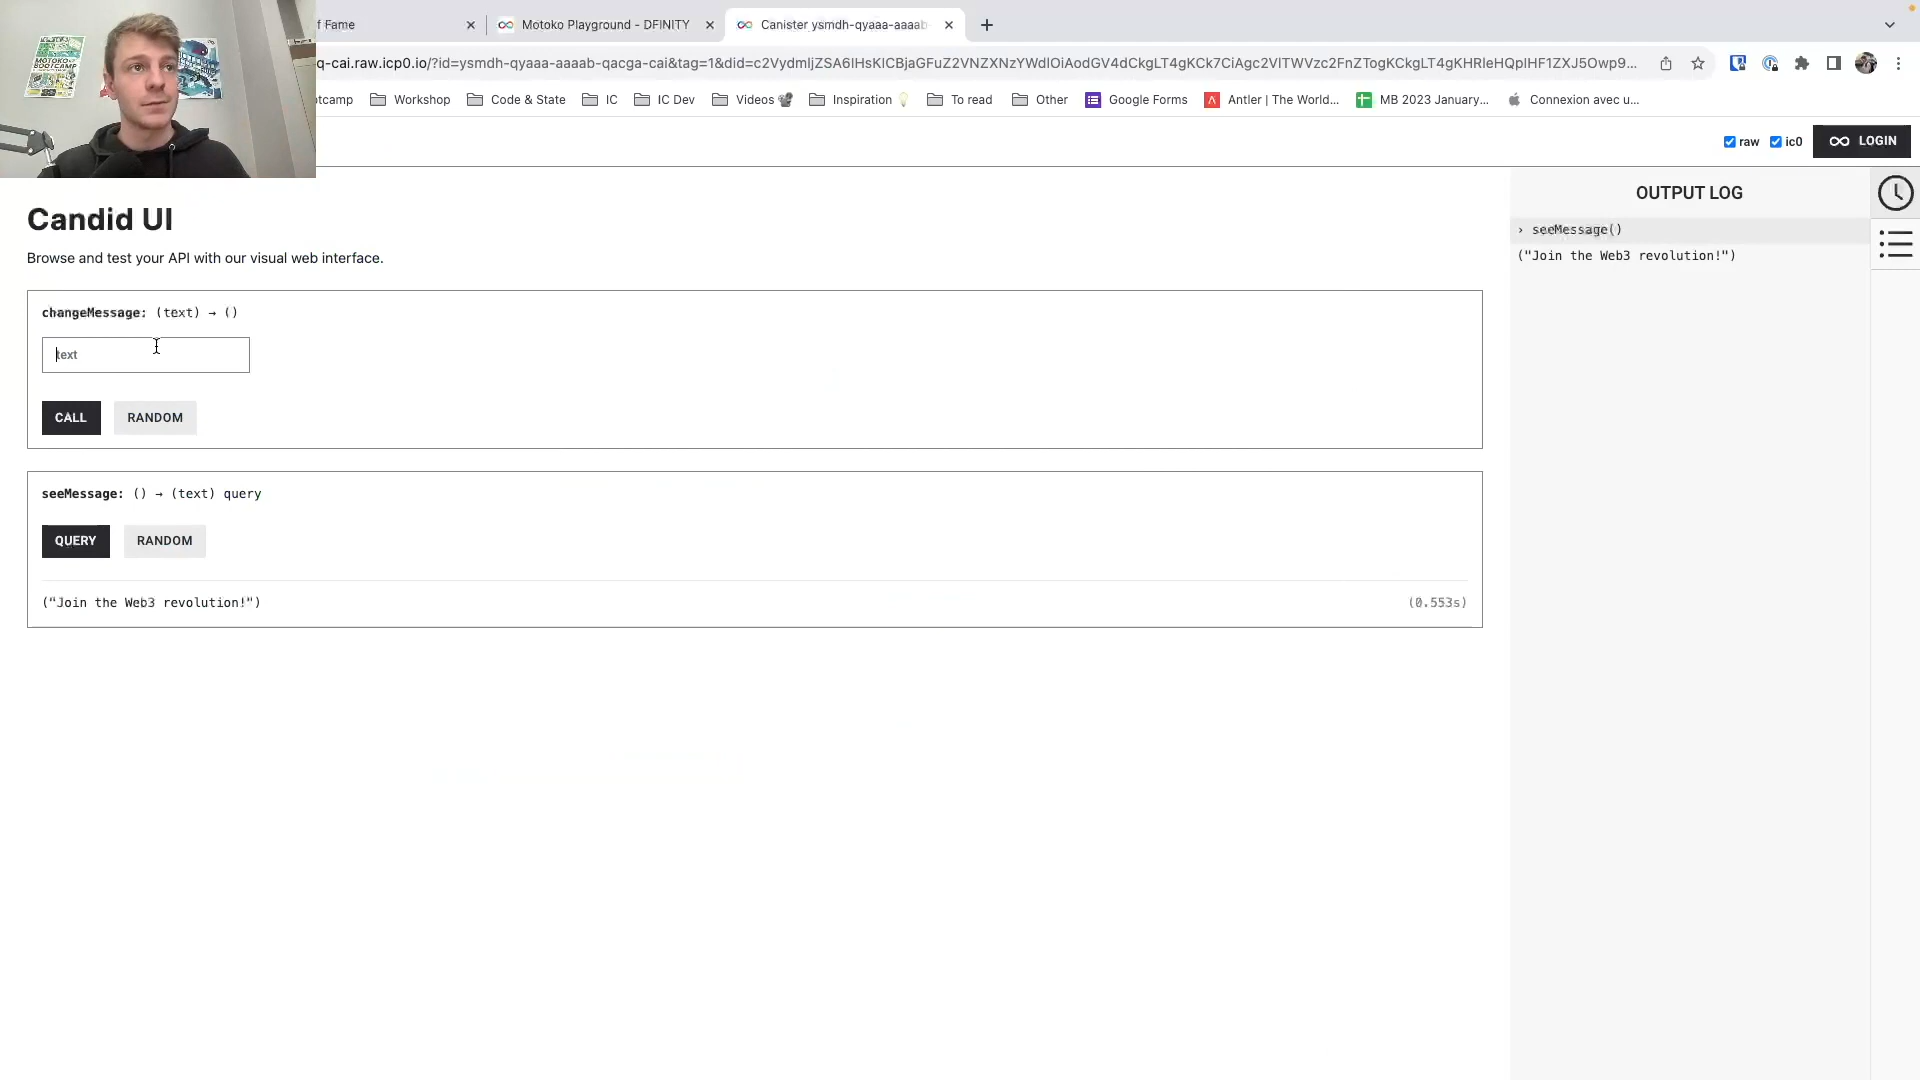 f Fame
Motoko Playground - DFINITY
Canister ysmdh-qyaaa-aaaab-
q-cai.raw.icp0.io/?id=ysmdh-qyaaa-aaaab-qacga-cai&tag=1&did=c2VydmljZSA6IHsKICBjaGFuZ2VNZXNzYWdlOiAodGV4dCkgLT4gKCk7CiAgc2VlTWVzc2FnZTogKCkgLT4gKHRleHQpIHF1ZXJ5Owp9...
otcamp
Workshop
Code & State
IC
IC Dev
Videos
Inspiration
To read
Other
Google Forms
Antler | The World...
MB 2023 January...
Connexion avec u...
raw
ic0
LOGIN
MOTOKO
BOOTCAMP
Candid UI
Browse and test your API with our visual web interface.
changeMessage: (text) → ()
text
CALL
RANDOM
seeMessage: () → (text) query
QUERY
RANDOM
("Join the Web3 revolution!")
(0.553s)
OUTPUT LOG
› seeMessage()
("Join the Web3 revolution!")